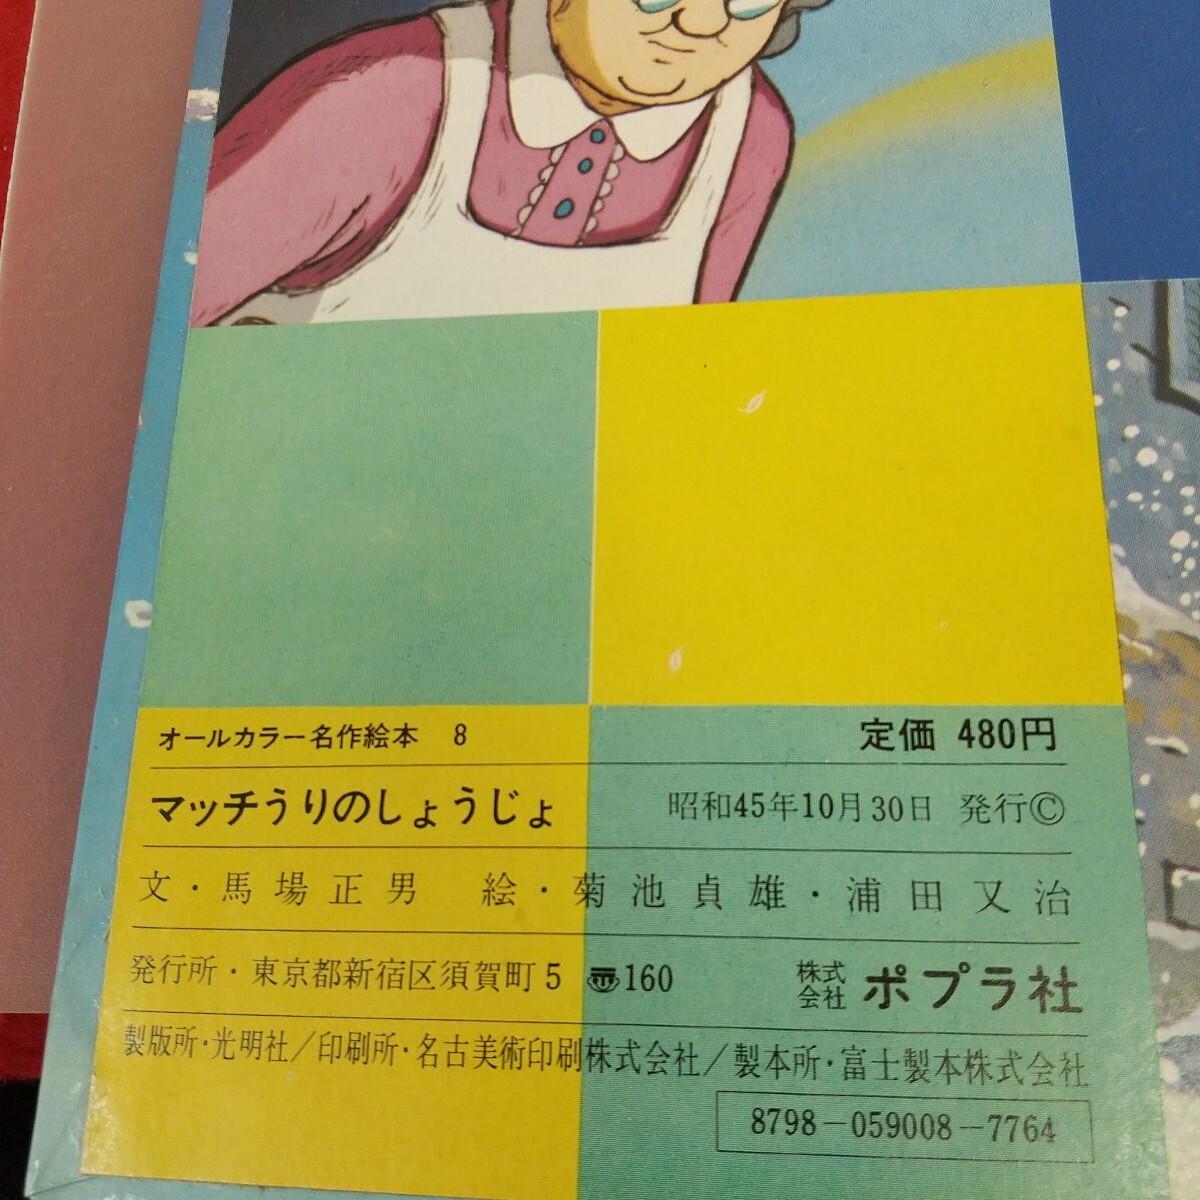 オールカラー名作絵本 8
定価 480円
マッチうりのしょうじょ
昭和45年10月30日 発行Ⓒ
文・馬場正男 絵・菊池貞雄・浦田又治
発行所・東京都新宿区須賀町5 〠160 株式会社 ポプラ社
製版所・光明社／印刷所・名古美術印刷株式会社／製本所・富士製本株式会社
8798-059008-7764